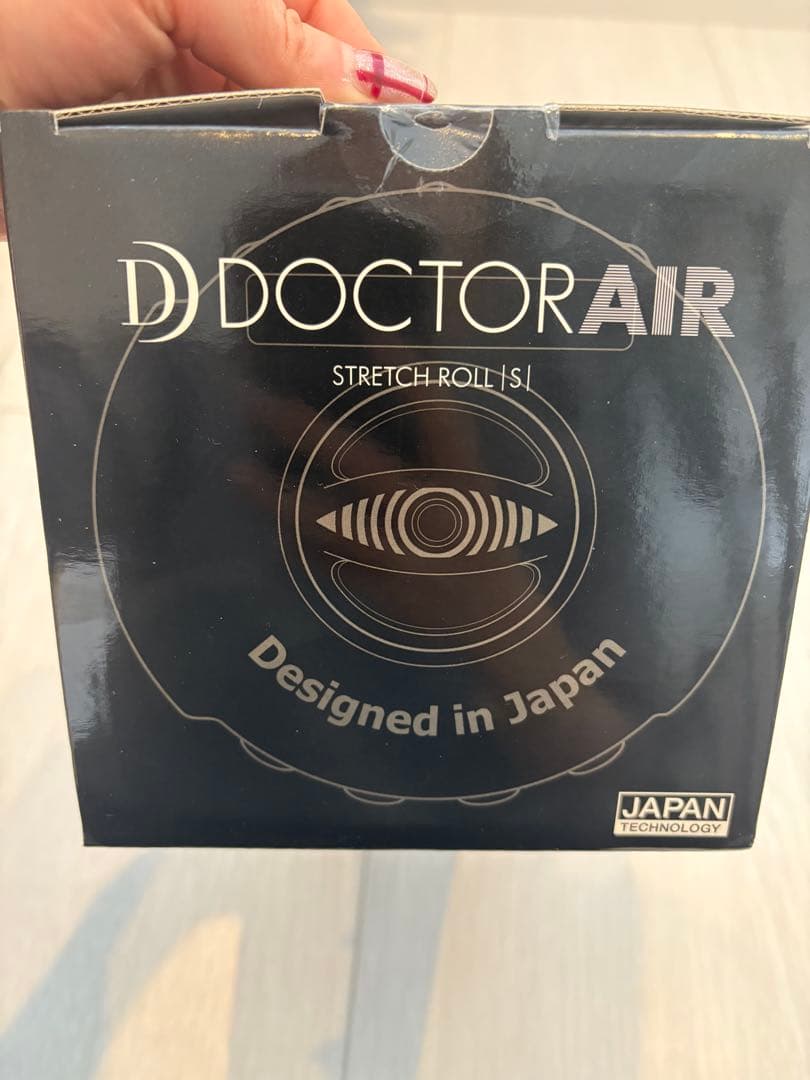 DOCTORAIR
STRETCH ROLL |S|
Designed in Japan
JAPAN
TECHNOLOGY